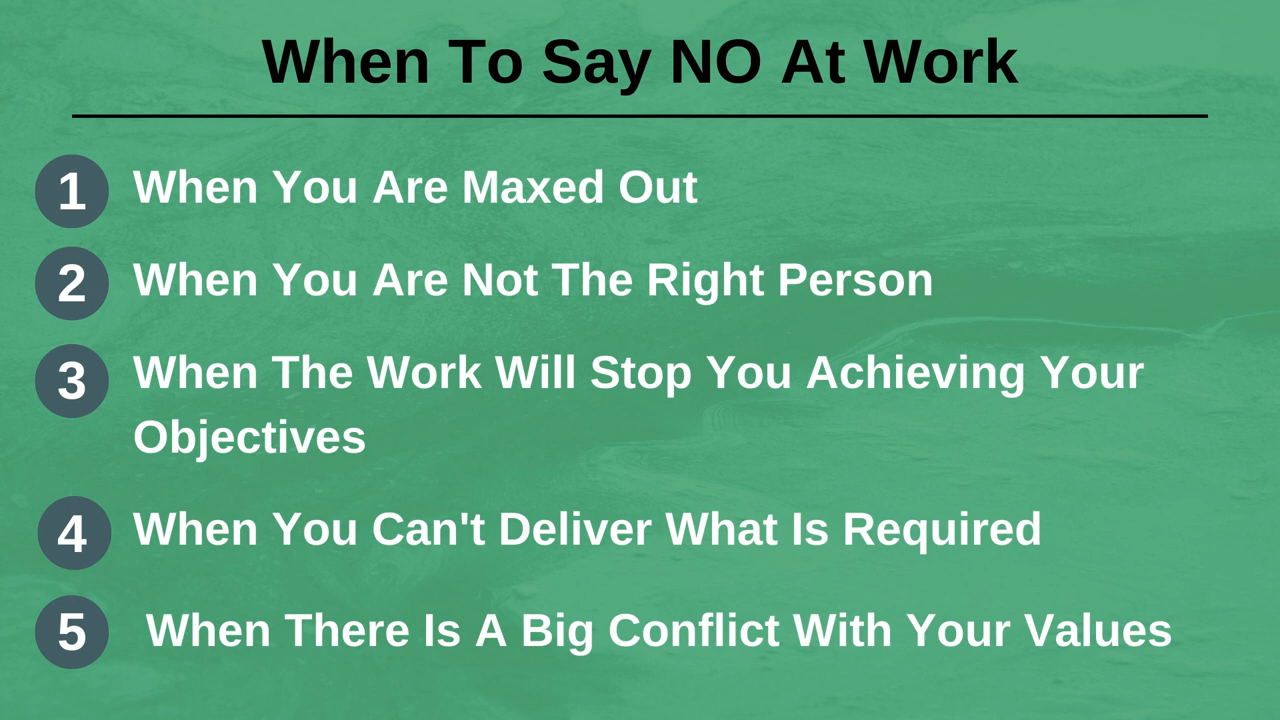 When To Say NO At Work
1 When You Are Maxed Out
2 When You Are Not The Right Person
3 When The Work Will Stop You Achieving Your
Objectives
4 When You Can't Deliver What Is Required
5 When There Is A Big Conflict With Your Values